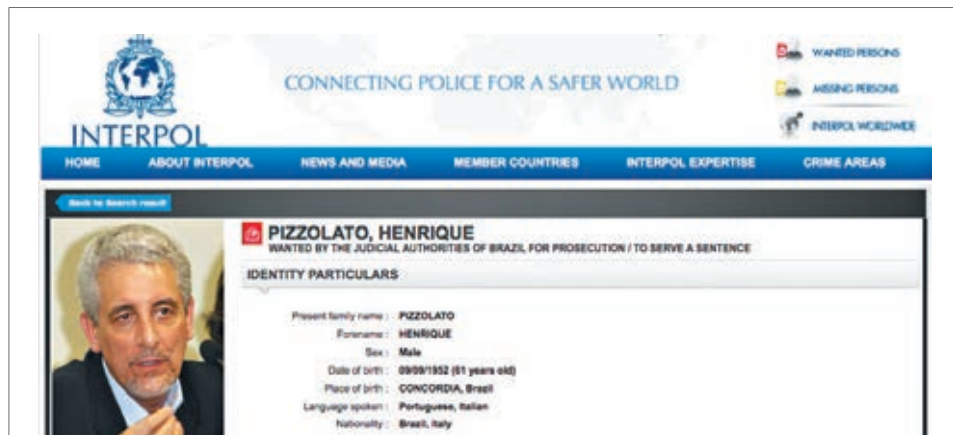 WANTED PERSONS
CONNECTING POLICE FOR A SAFER WORLD
MISSING PERSONS
INTERPOL
INTERPOL WORLDWIDE
HOME ABOUT INTERPOL NEWS AND MEDIA MEMBER COUNTRIES INTERPOL EXPERTISE CRIME AREAS
Back to Search result
PIZZOLATO, HENRIQUE
WANTED BY THE JUDICIAL AUTHORITIES OF BRAZIL FOR PROSECUTION / TO SERVE A SENTENCE
IDENTITY PARTICULARS
Present family name : PIZZOLATO
Forename : HENRIQUE
Sex : Male
Date of birth : 09/09/1952 (61 years old)
Place of birth : CONCORDIA, Brazil
Language spoken : Portuguese, Italian
Nationality : Brazil, Italy